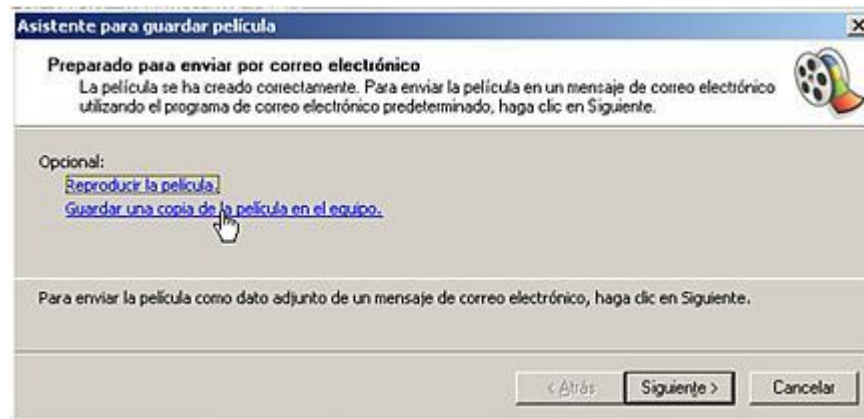 Asistente para guardar película
Preparado para enviar por correo electrónico
La película se ha creado correctamente. Para enviar la película en un mensaje de correo electrónico
utilizando el programa de correo electrónico predeterminado, haga clic en Siguiente.
Opcional:
Reproducir la película.
Guardar una copia de la película en el equipo.
Para enviar la película como dato adjunto de un mensaje de correo electrónico, haga clic en Siguiente.
< Atrás Siguiente > Cancelar